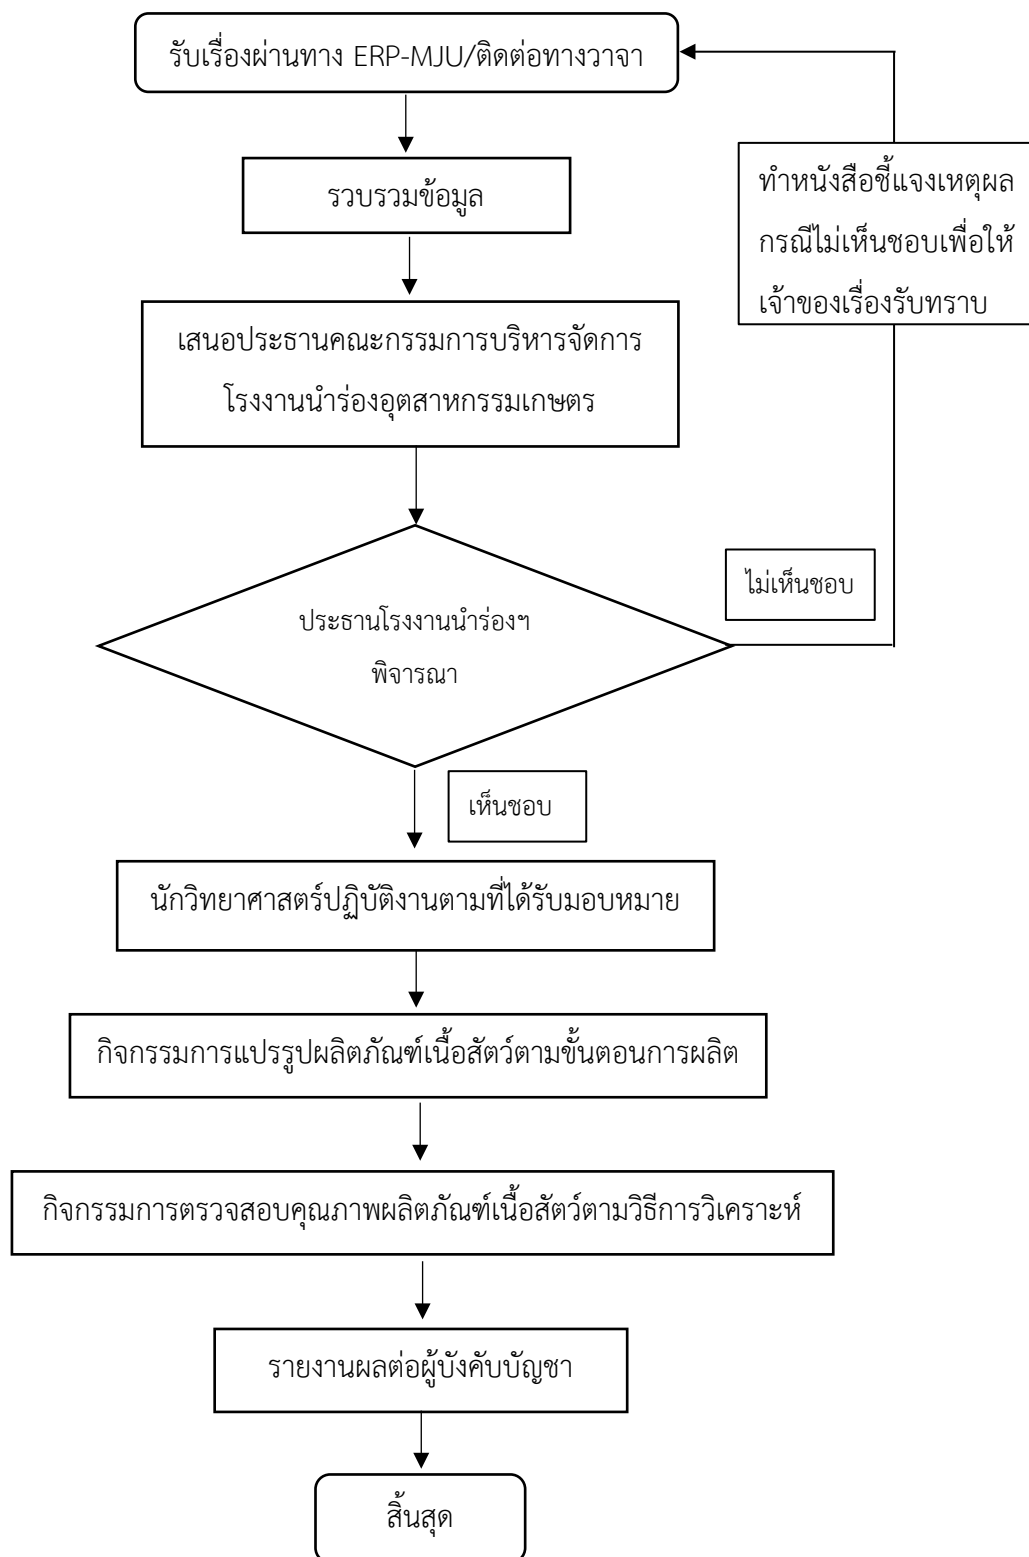 รับเรื่องผ่านทาง ERP-MJU/ติดต่อทางวาจา
รวบรวมข้อมูล
ทำหนังสือชี้แจงเหตุผล
กรณีไม่เห็นชอบเพื่อให้
เจ้าของเรื่องรับทราบ
เสนอประธานคณะกรรมการบริหารจัดการ
โรงงานนำร่องอุตสาหกรรมเกษตร
ไม่เห็นชอบ
ประธานโรงงานนำร่องฯ
พิจารณา
เห็นชอบ
นักวิทยาศาสตร์ปฏิบัติงานตามที่ได้รับมอบหมาย
กิจกรรมการแปรรูปผลิตภัณฑ์เนื้อสัตว์ตามขั้นตอนการผลิต
กิจกรรมการตรวจสอบคุณภาพผลิตภัณฑ์เนื้อสัตว์ตามวิธีการวิเคราะห์
รายงานผลต่อผู้บังคับบัญชา
สิ้นสุด